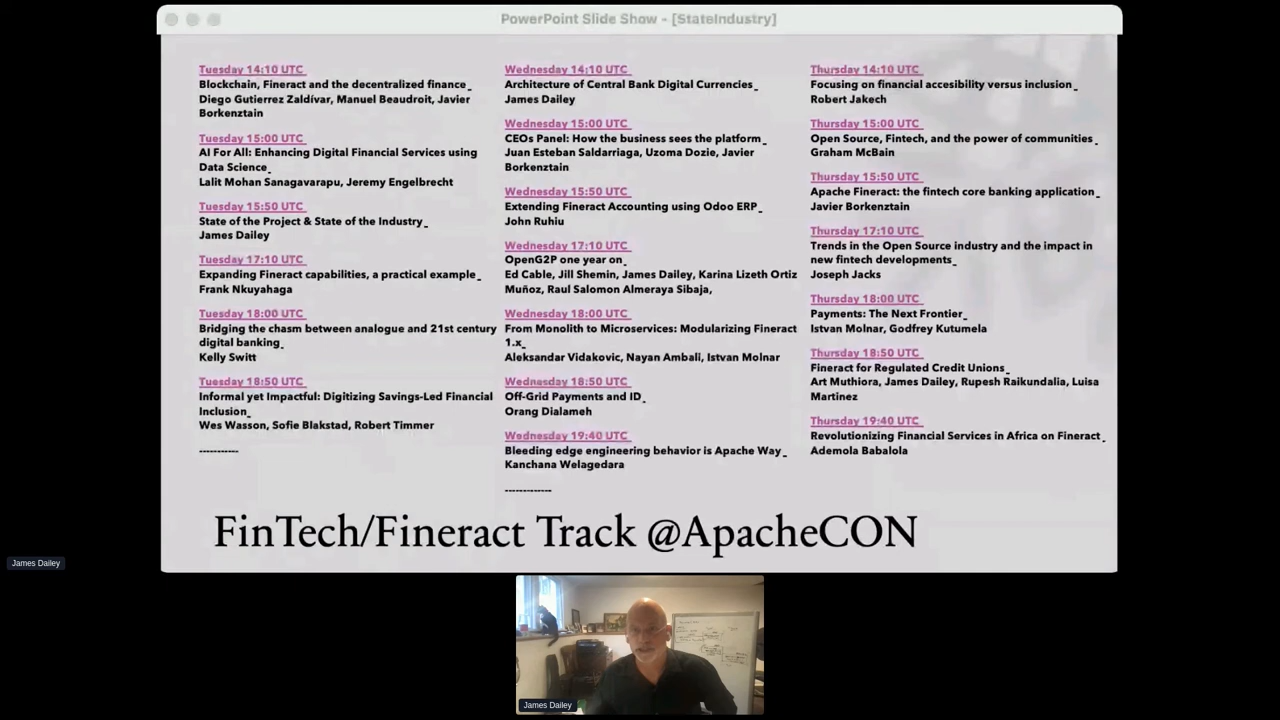 PowerPoint Slide Show - [StateIndustry]
Tuesday 14:10 UTC
Blockchain, Fineract and the decentralized finance
Diego Gutierrez Zaldívar, Manuel Beaudroit, Javier
Borkenztain
Tuesday 15:00 UTC
AI For All: Enhancing Digital Financial Services using
Data Science
Lalit Mohan Sanagavarapu, Jeremy Engelbrecht
Tuesday 15:50 UTC
State of the Project & State of the Industry
James Dailey
Tuesday 17:10 UTC
Expanding Fineract capabilities, a practical example
Frank Nkuyahaga
Tuesday 18:00 UTC
Bridging the chasm between analogue and 21st century
digital banking
Kelly Switt
Tuesday 18:50 UTC
Informal yet Impactful: Digitizing Savings-Led Financial
Inclusion
Wes Wasson, Sofie Blakstad, Robert Timmer
-----------
Wednesday 14:10 UTC
Architecture of Central Bank Digital Currencies
James Dailey
Wednesday 15:00 UTC
CEOs Panel: How the business sees the platform
Juan Esteban Saldarriaga, Uzoma Dozie, Javier
Borkenztain
Wednesday 15:50 UTC
Extending Fineract Accounting using Odoo ERP
John Ruhiu
Wednesday 17:10 UTC
OpenG2P one year on
Ed Cable, Jill Shemin, James Dailey, Karina Lizeth Ortiz
Muñoz, Raul Salomon Almeraya Sibaja,
Wednesday 18:00 UTC
From Monolith to Microservices: Modularizing Fineract
1.x
Aleksandar Vidakovic, Nayan Ambali, Istvan Molnar
Wednesday 18:50 UTC
Off-Grid Payments and ID
Orang Dialameh
Wednesday 19:40 UTC
Bleeding edge engineering behavior is Apache Way
Kanchana Welagedara
-------------
Thursday 14:10 UTC
Focusing on financial accesibility versus inclusion
Robert Jakech
Thursday 15:00 UTC
Open Source, Fintech, and the power of communities
Graham McBain
Thursday 15:50 UTC
Apache Fineract: the fintech core banking application
Javier Borkenztain
Thursday 17:10 UTC
Trends in the Open Source industry and the impact in
new fintech developments
Joseph Jacks
Thursday 18:00 UTC
Payments: The Next Frontier
Istvan Molnar, Godfrey Kutumela
Thursday 18:50 UTC
Fineract for Regulated Credit Unions
Art Muthiora, James Dailey, Rupesh Raikundalia, Luisa
Martinez
Thursday 19:40 UTC
Revolutionizing Financial Services in Africa on Fineract
Ademola Babalola
FinTech/Fineract Track @ApacheCON
James Dailey
James Dailey